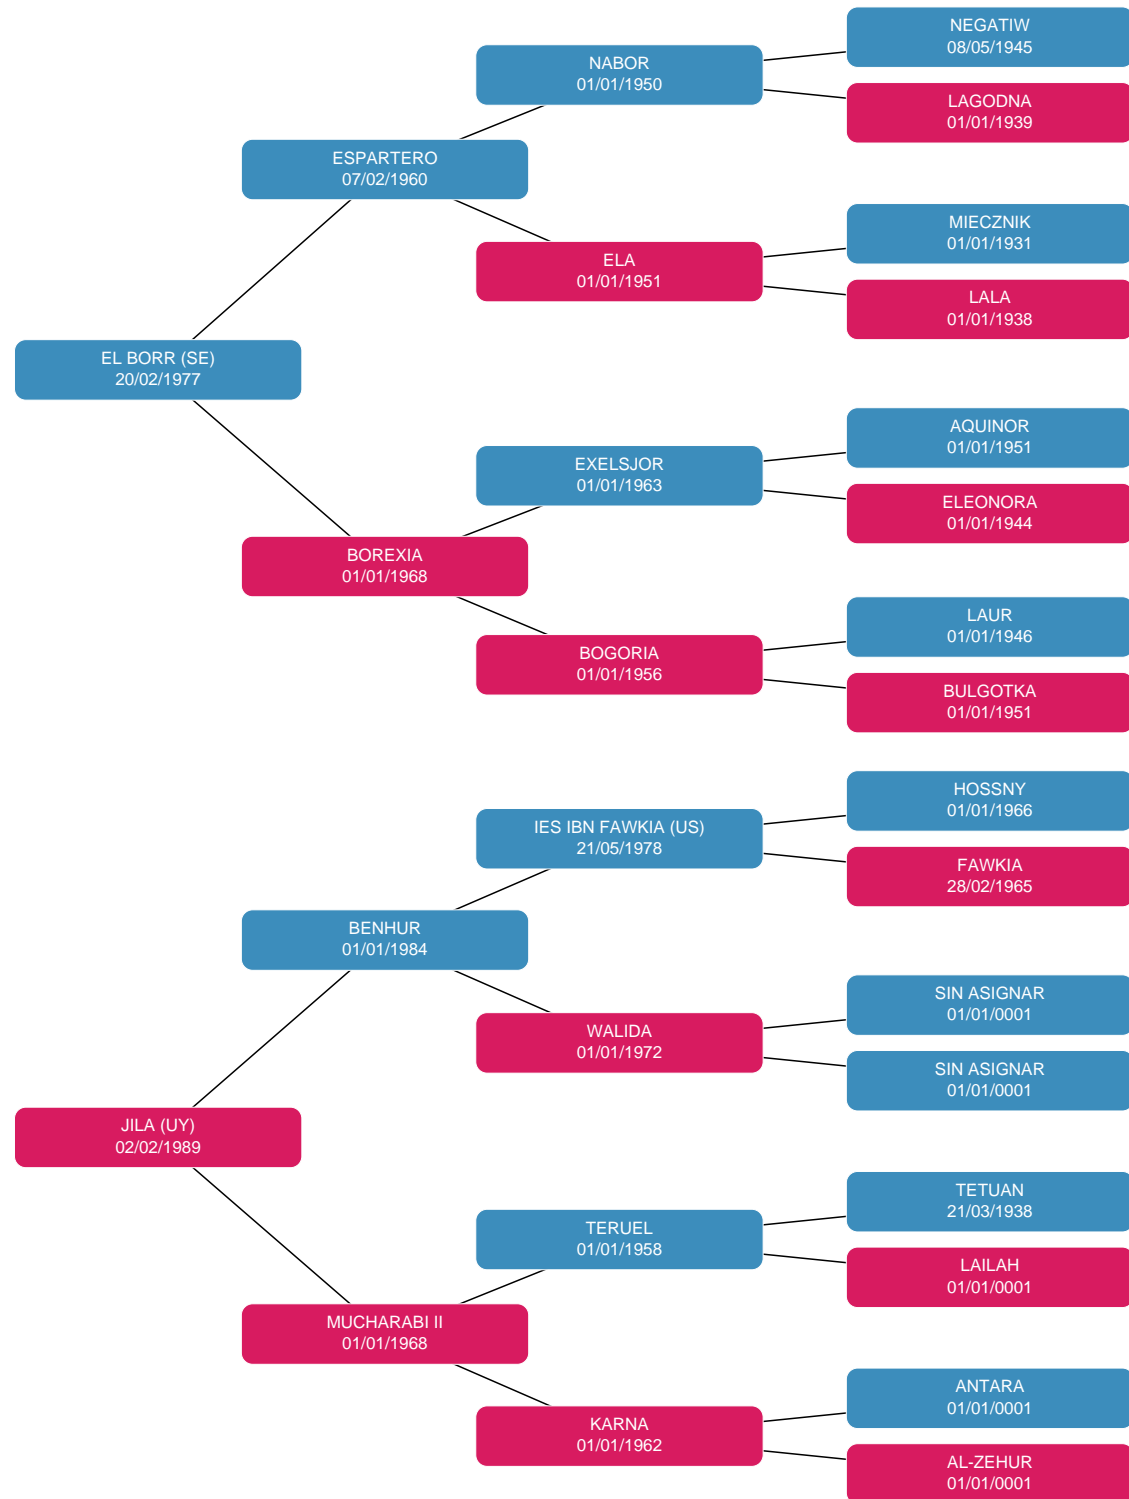 NEGATIW
08/05/1945
NABOR
01/01/1950
LAGODNA
01/01/1939
ESPARTERO
07/02/1960
MIECZNIK
01/01/1931
ELA
01/01/1951
LALA
01/01/1938
EL BORR (SE)
20/02/1977
AQUINOR
01/01/1951
EXELSJOR
01/01/1963
ELEONORA
01/01/1944
BOREXIA
01/01/1968
LAUR
01/01/1946
BOGORIA
01/01/1956
BULGOTKA
01/01/1951
HOSSNY
01/01/1966
IES IBN FAWKIA (US)
21/05/1978
FAWKIA
28/02/1965
BENHUR
01/01/1984
SIN ASIGNAR
01/01/0001
WALIDA
01/01/1972
SIN ASIGNAR
01/01/0001
JILA (UY)
02/02/1989
TETUAN
21/03/1938
TERUEL
01/01/1958
LAILAH
01/01/0001
MUCHARABI II
01/01/1968
ANTARA
01/01/0001
KARNA
01/01/1962
AL-ZEHUR
01/01/0001